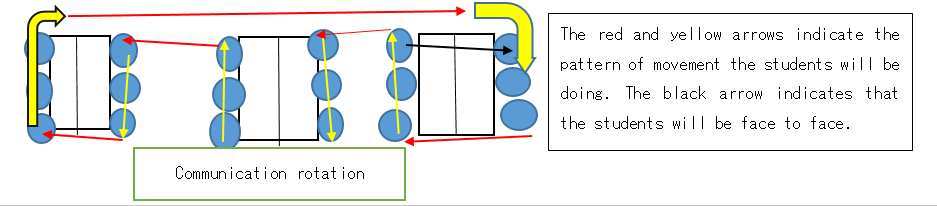 The red and yellow arrows indicate the
pattern of movement the students will be
doing. The black arrow indicates that
the students will be face to face.
Communication rotation